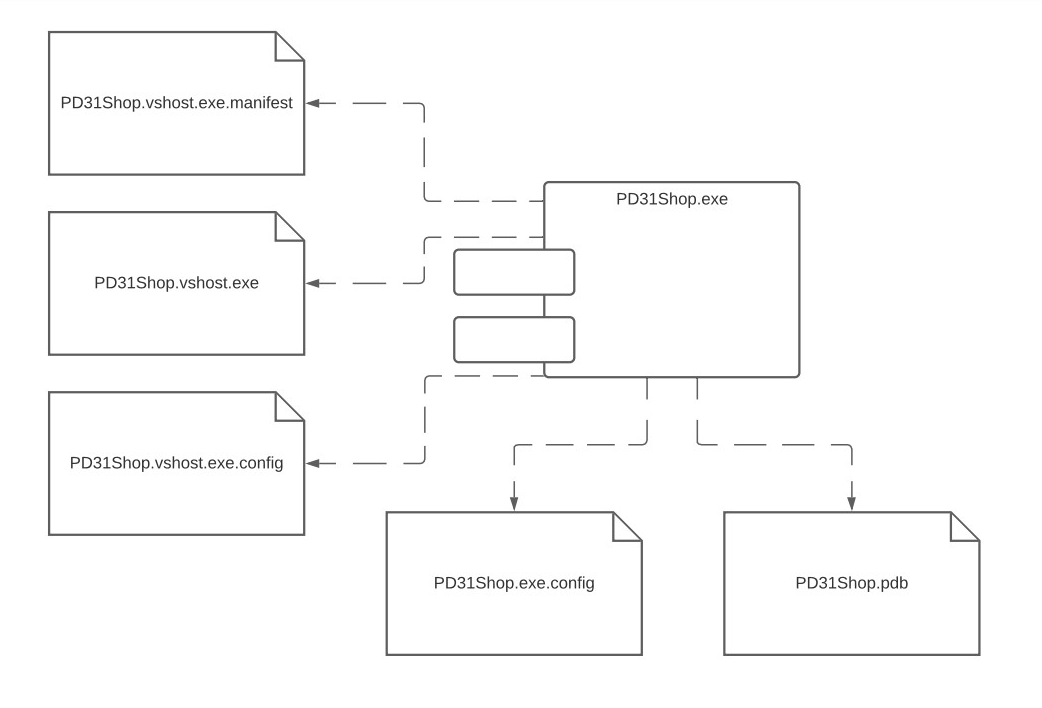 PD31Shop.vshost.exe.manifest
PD31Shop.exe
PD31Shop.vshost.exe
PD31Shop.vshost.exe.config
PD31Shop.exe.config
PD31Shop.pdb